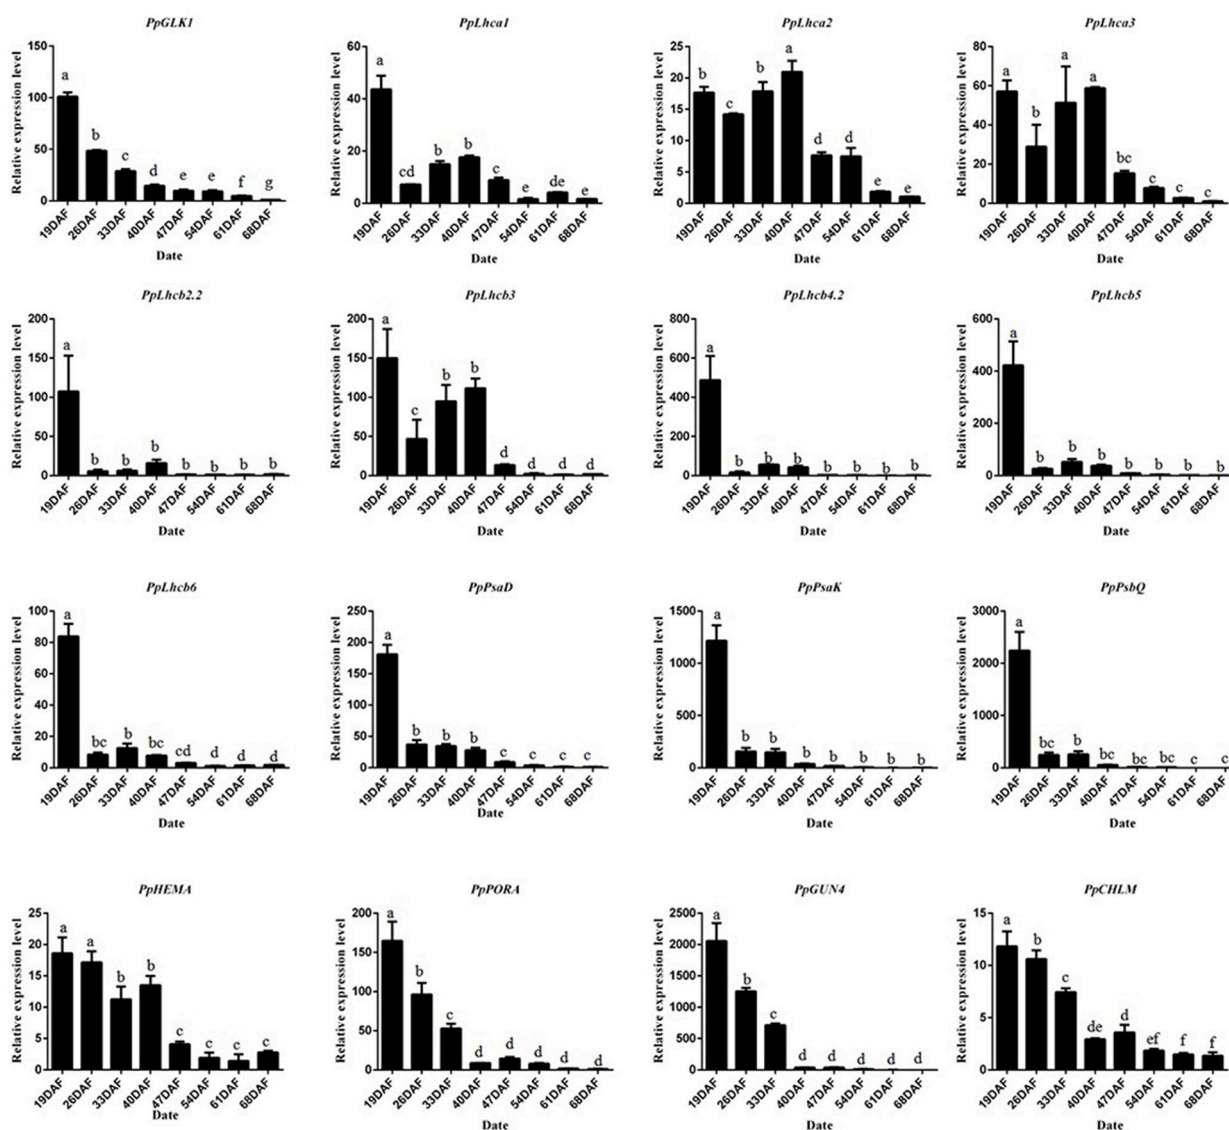 PpGLK1
Relative expression level
150
100
50
0
a
b
c
d
e
e
f
g
19DAF
26DAF
33DAF
40DAF
47DAF
54DAF
61DAF
68DAF
Date
PpLhca1
Relative expression level
60
40
20
0
a
cd
b
b
c
e
de
e
19DAF
26DAF
33DAF
40DAF
47DAF
54DAF
61DAF
68DAF
Date
PpLhca2
Relative expression level
25
20
15
10
5
0
b
c
b
a
d
d
e
e
19DAF
26DAF
33DAF
40DAF
47DAF
54DAF
61DAF
68DAF
Date
PpLhca3
Relative expression level
80
60
40
20
0
a
b
a
a
bc
c
c
c
19DAF
26DAF
33DAF
40DAF
47DAF
54DAF
61DAF
68DAF
Date
PpLhcb2.2
Relative expression level
200
150
100
50
0
a
b
b
b
b
b
b
b
19DAF
26DAF
33DAF
40DAF
47DAF
54DAF
61DAF
68DAF
Date
PpLhcb3
Relative expression level
200
150
100
50
0
a
c
b
b
d
d
d
d
19DAF
26DAF
33DAF
40DAF
47DAF
54DAF
61DAF
68DAF
Date
PpLhcb4.2
Relative expression level
800
600
400
200
0
a
b
b
b
b
b
b
b
19DAF
26DAF
33DAF
40DAF
47DAF
54DAF
61DAF
68DAF
Date
PpLhcb5
Relative expression level
600
400
200
0
a
b
b
b
b
b
b
b
19DAF
26DAF
33DAF
40DAF
47DAF
54DAF
61DAF
68DAF
Date
PpLhcb6
Relative expression level
100
80
60
40
20
0
a
bc
b
bc
cd
d
d
d
19DAF
26DAF
33DAF
40DAF
47DAF
54DAF
61DAF
68DAF
Date
PpPsaD
Relative expression level
250
200
150
100
50
0
a
b
b
b
c
c
c
c
19DAF
26DAF
33DAF
40DAF
47DAF
54DAF
61DAF
68DAF
Date
PpPsaK
Relative expression level
1500
1000
500
0
a
b
b
b
b
b
b
b
19DAF
26DAF
33DAF
40DAF
47DAF
54DAF
61DAF
68DAF
Date
PpPsbQ
Relative expression level
3000
2000
1000
0
a
bc
b
bc
bc
bc
c
c
19DAF
26DAF
33DAF
40DAF
47DAF
54DAF
61DAF
68DAF
Date
PpHEMA
Relative expression level
25
20
15
10
5
0
a
a
b
b
c
c
c
c
19DAF
26DAF
33DAF
40DAF
47DAF
54DAF
61DAF
68DAF
Date
PpPORA
Relative expression level
200
150
100
50
0
a
b
c
d
d
d
d
d
19DAF
26DAF
33DAF
40DAF
47DAF
54DAF
61DAF
68DAF
Date
PpGUN4
Relative expression level
2500
2000
1500
1000
500
0
a
b
c
d
d
d
d
d
19DAF
26DAF
33DAF
40DAF
47DAF
54DAF
61DAF
68DAF
Date
PpCHLM
Relative expression level
15
10
5
0
a
b
c
de
d
ef
f
f
19DAF
26DAF
33DAF
40DAF
47DAF
54DAF
61DAF
68DAF
Date